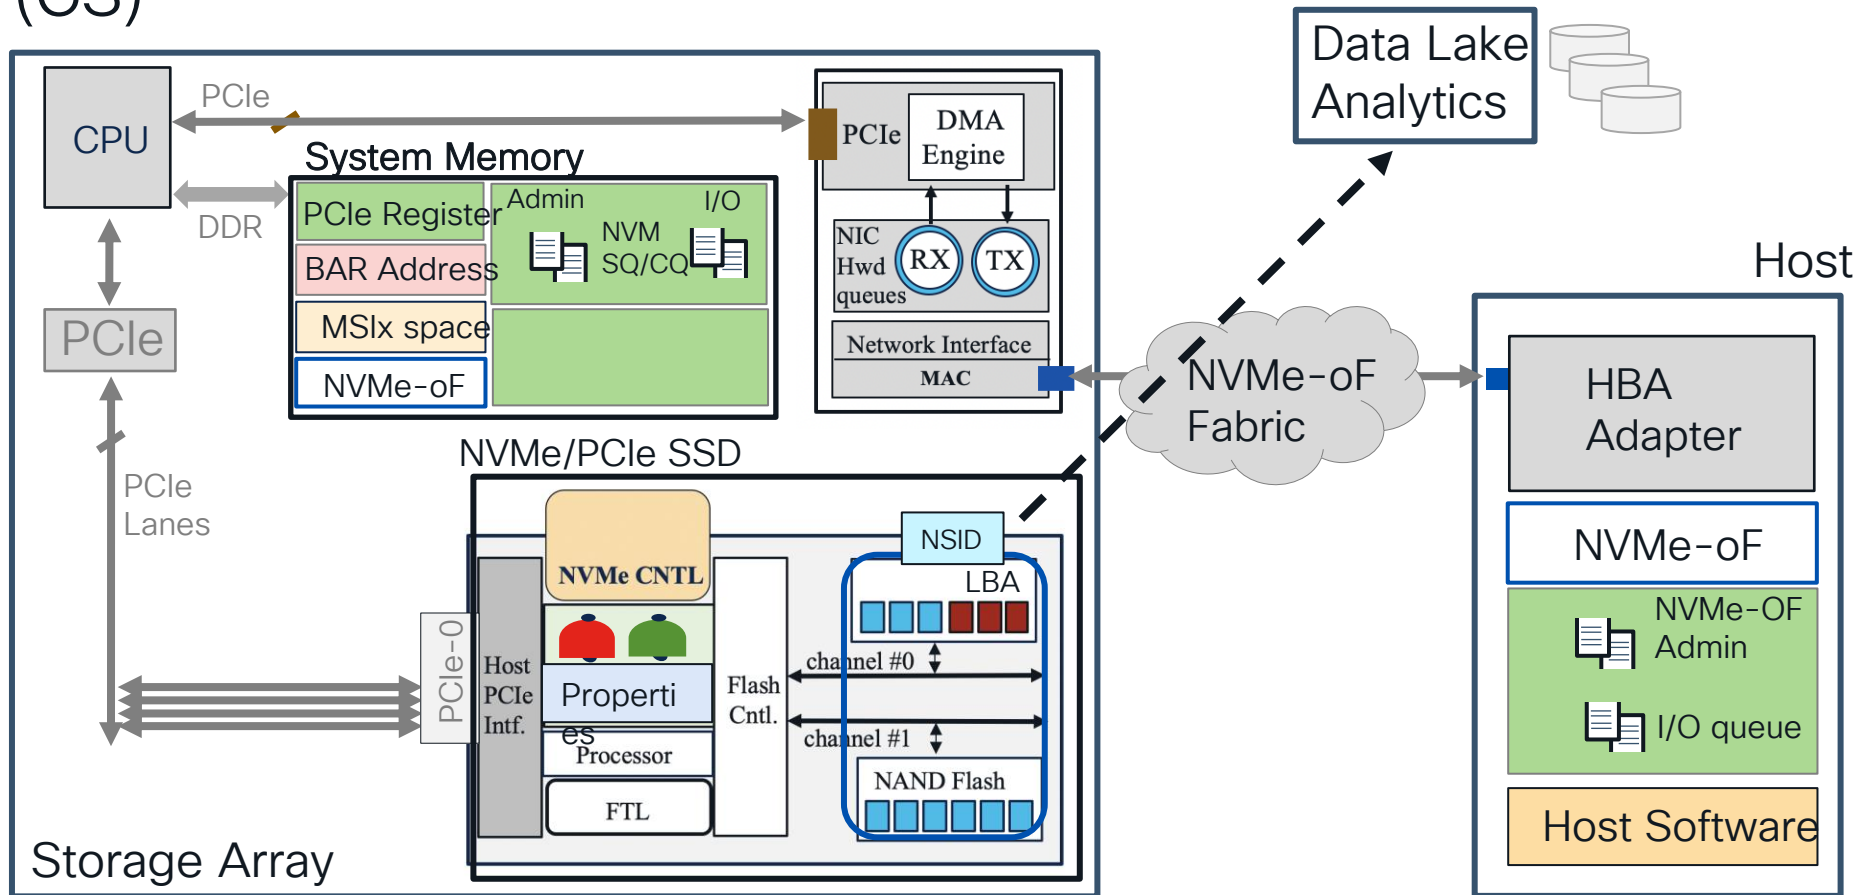 (OS)
Data Lake
Analytics
CPU
PCIe
PCIe
DMA
Engine
System Memory
DDR
PCIe Register
BAR Address
MSIx space
NVMe-oF
Admin
I/O
NVM
SQ/CQ
NIC
Hwd
queues
RX
TX
Network Interface
MAC
PCIe
PCIe
Lanes
NVMe-oF
Fabric
Host
HBA
Adapter
NVMe-oF
NVMe-OF
Admin
I/O queue
Host Software
NVMe/PCIe SSD
NVMe CNTL
NSID
LBA
PCIe-0
Host
PCIe
Intf.
Properti
es
Processor
FTL
Flash
Cntl.
channel #0
channel #1
NAND Flash
Storage Array